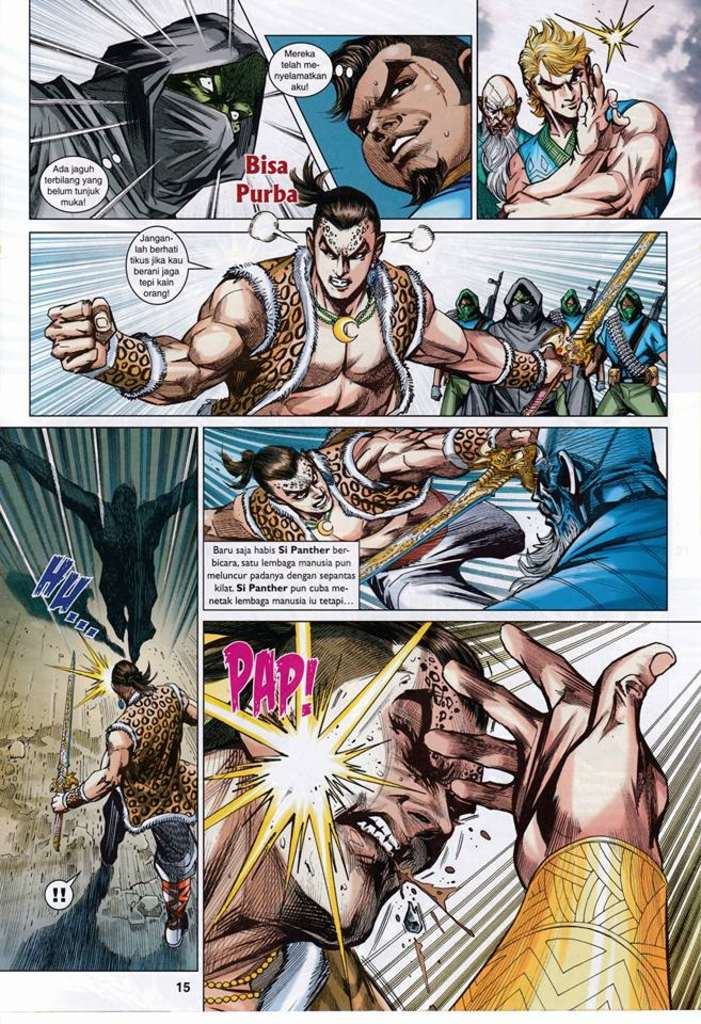 Ada jaguh
terbilang yang
belum tunjuk
muka!
Mereka
telah me-
nyelamatkan
aku!
Bisa
Purba
Jangan-
lah berhati
tikus jika kau
berani jaga
tepi kain
orang!
HU...
!!
Baru saja habis Si Panther ber-
bicara, satu lembaga manusia pun
meluncur padanya dengan sepantas
kilat. Si Panther pun cuba me-
netak lembaga manusia iu tetapi...
PAP!
15